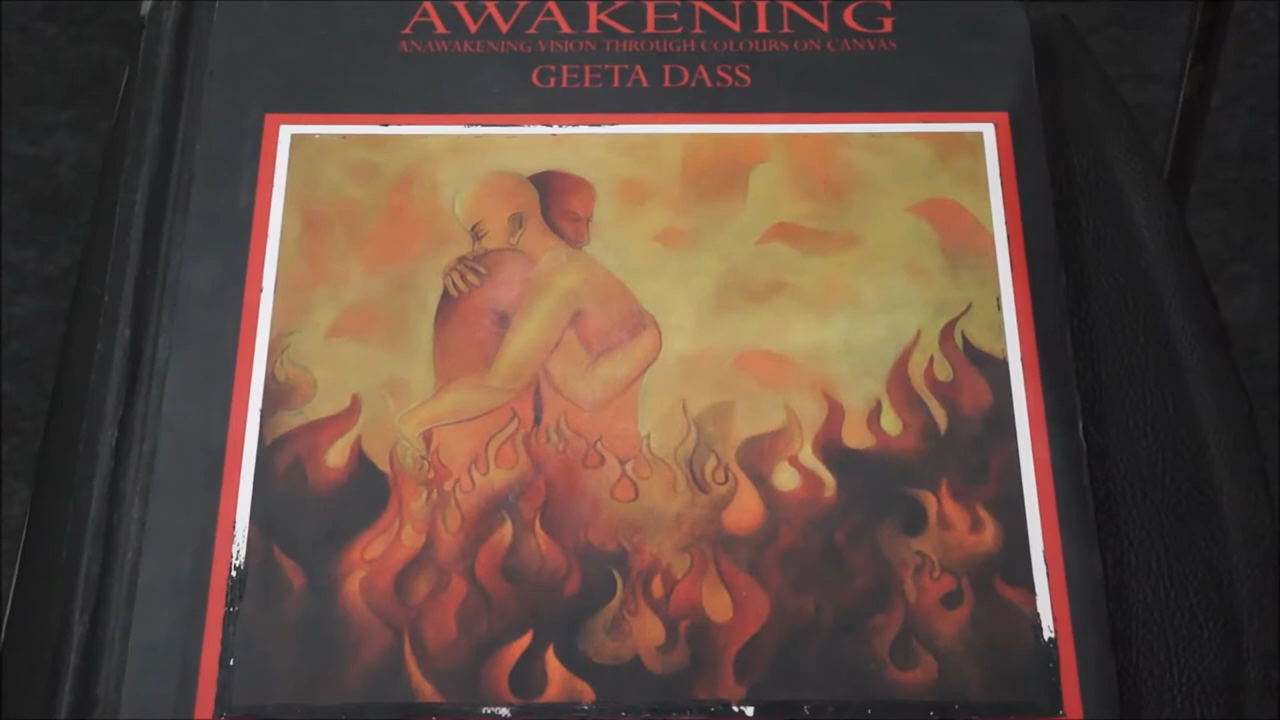 AWAKENING
ANAWAKENING VISION THROUGH COLOURS ON CANVAS
GEETA DASS